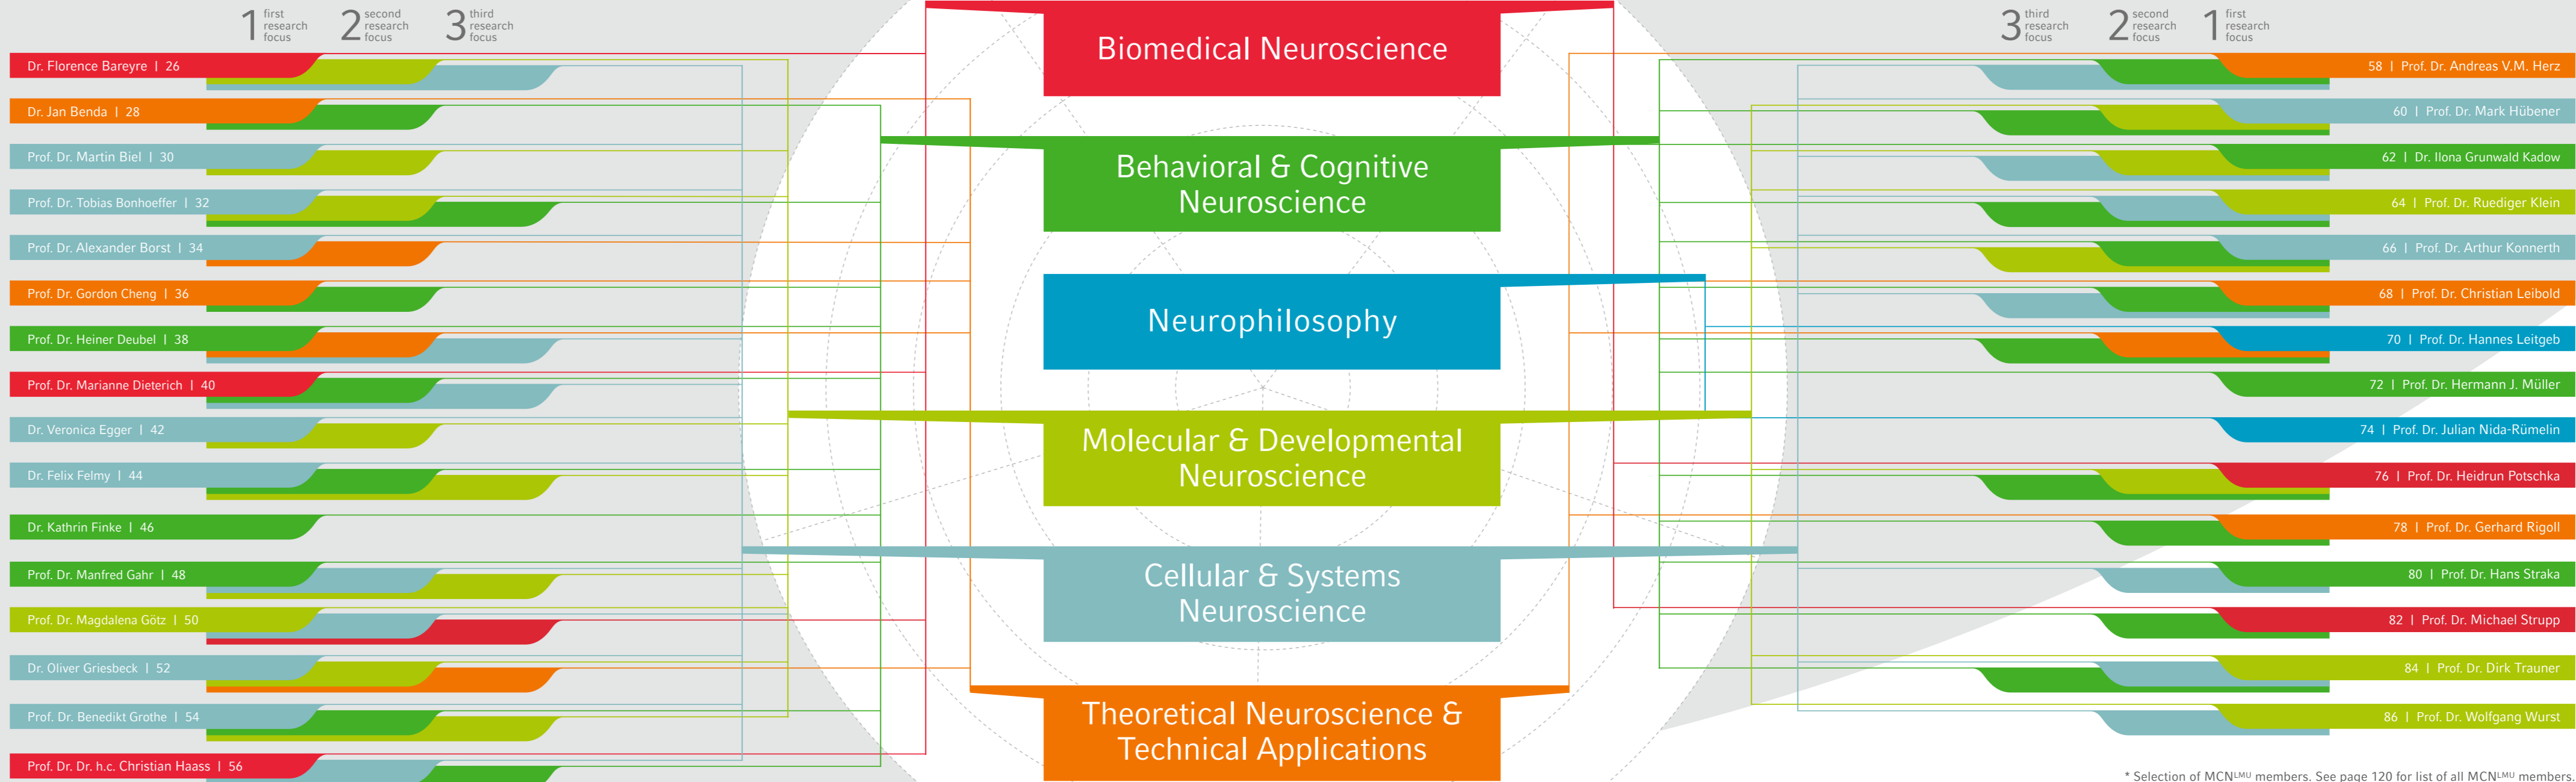 1 first research focus
2 second research focus
3 third research focus
Dr. Florence Bareyre | 26
Dr. Jan Benda | 28
Prof. Dr. Martin Biel | 30
Prof. Dr. Tobias Bonhoeffer | 32
Prof. Dr. Alexander Borst | 34
Prof. Dr. Gordon Cheng | 36
Prof. Dr. Heiner Deubel | 38
Prof. Dr. Marianne Dieterich | 40
Dr. Veronica Egger | 42
Dr. Felix Felmy | 44
Dr. Kathrin Finke | 46
Prof. Dr. Manfred Gahr | 48
Prof. Dr. Magdalena Götz | 50
Dr. Oliver Griesbeck | 52
Prof. Dr. Benedikt Grothe | 54
Prof. Dr. Dr. h.c. Christian Haass | 56
Biomedical Neuroscience
Behavioral & Cognitive
Neuroscience
Neurophilosophy
Molecular & Developmental
Neuroscience
Cellular & Systems
Neuroscience
Theoretical Neuroscience &
Technical Applications
3 third research focus
2 second research focus
1 first research focus
58 | Prof. Dr. Andreas V.M. Herz
60 | Prof. Dr. Mark Hübener
62 | Dr. Ilona Grunwald Kadow
64 | Prof. Dr. Ruediger Klein
66 | Prof. Dr. Arthur Konnerth
68 | Prof. Dr. Christian Leibold
70 | Prof. Dr. Hannes Leitgeb
72 | Prof. Dr. Hermann J. Müller
74 | Prof. Dr. Julian Nida-Rümelin
76 | Prof. Dr. Heidrun Potschka
78 | Prof. Dr. Gerhard Rigoll
80 | Prof. Dr. Hans Straka
82 | Prof. Dr. Michael Strupp
84 | Prof. Dr. Dirk Trauner
86 | Prof. Dr. Wolfgang Wurst
* Selection of MCNLMU members. See page 120 for list of all MCNLMU members.